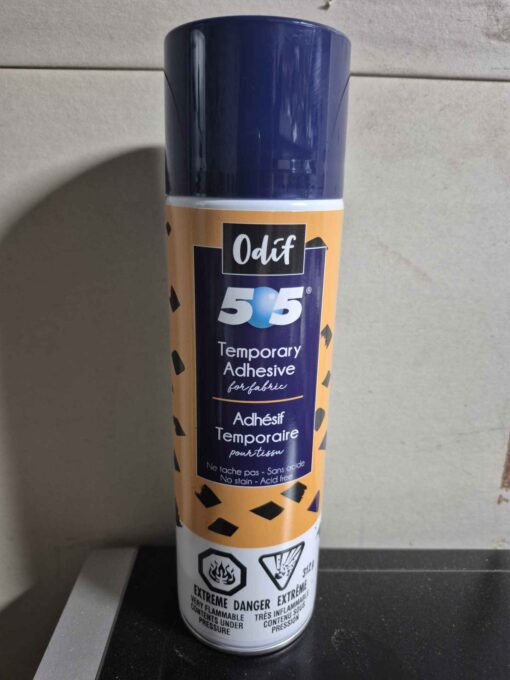 Odif
505®
Temporary
Adhesive
for fabric
Adhésif
Temporaire
pour tissu
Ne tache pas - Sans acide
No stain - Acid free
EXTREME DANGER EXTRÊME
VERY FLAMMABLE
CONTENTS UNDER
PRESSURE
TRÈS INFLAMMABLE
CONTENU SOUS
PRESSION